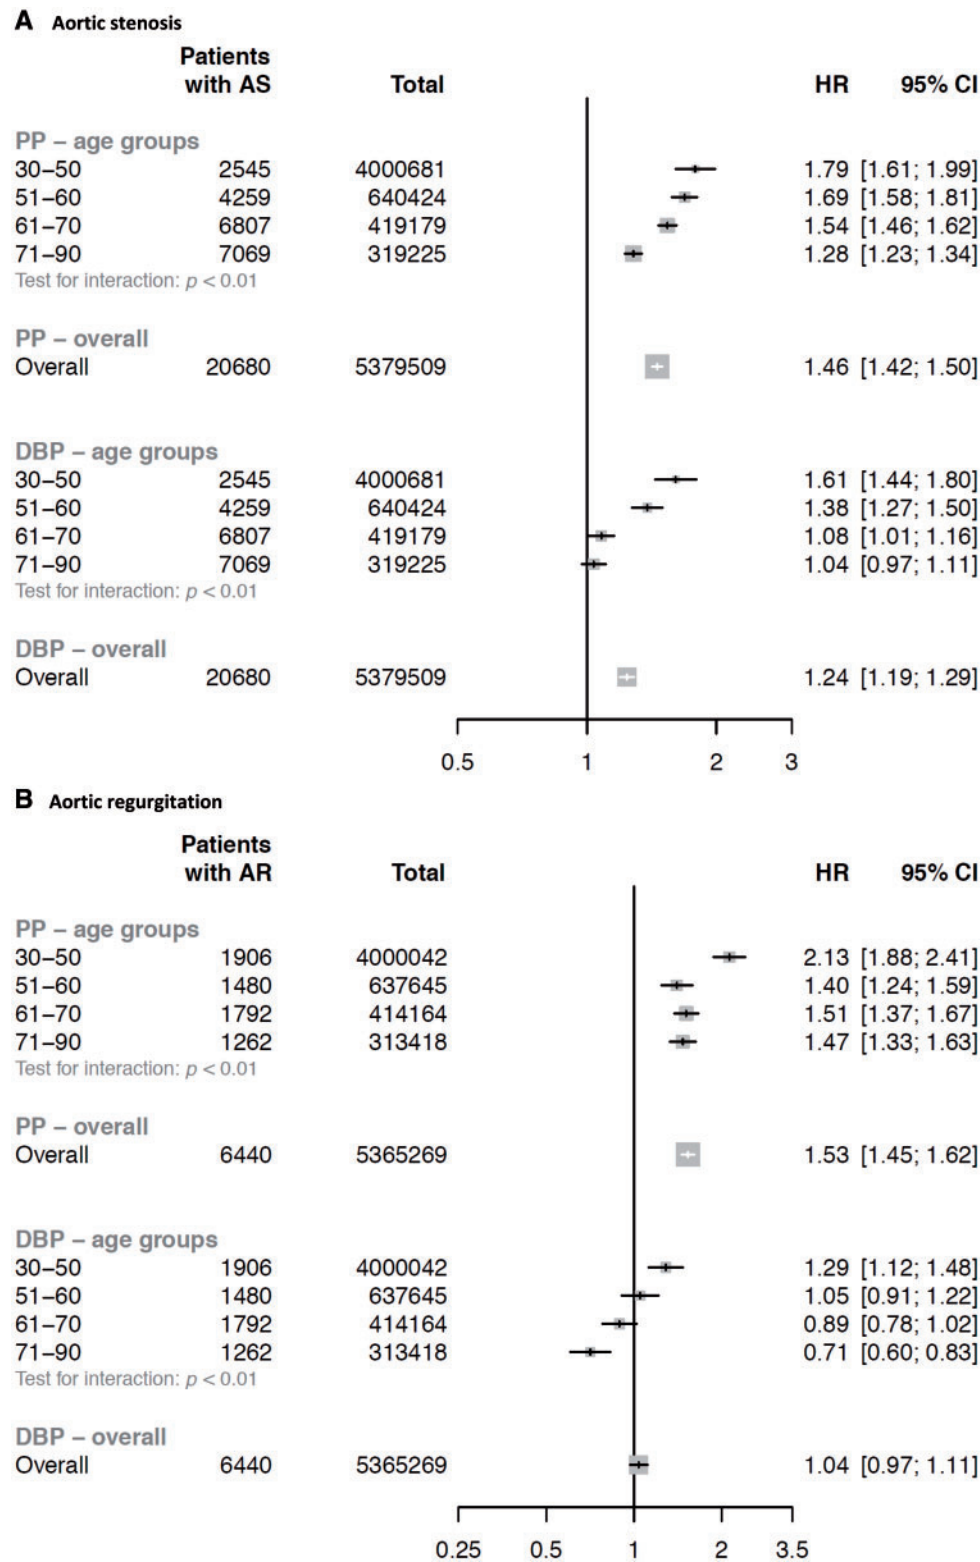 A Aortic stenosis
Patients
with AS Total HR 95% CI
PP – age groups
30–50 2545 4000681 1.79 [1.61; 1.99]
51–60 4259 640424 1.69 [1.58; 1.81]
61–70 6807 419179 1.54 [1.46; 1.62]
71–90 7069 319225 1.28 [1.23; 1.34]
Test for interaction: p < 0.01
PP – overall
Overall 20680 5379509 1.46 [1.42; 1.50]
DBP – age groups
30–50 2545 4000681 1.61 [1.44; 1.80]
51–60 4259 640424 1.38 [1.27; 1.50]
61–70 6807 419179 1.08 [1.01; 1.16]
71–90 7069 319225 1.04 [0.97; 1.11]
Test for interaction: p < 0.01
DBP – overall
Overall 20680 5379509 1.24 [1.19; 1.29]
0.5 1 2 3
B Aortic regurgitation
Patients
with AR Total HR 95% CI
PP – age groups
30–50 1906 4000042 2.13 [1.88; 2.41]
51–60 1480 637645 1.40 [1.24; 1.59]
61–70 1792 414164 1.51 [1.37; 1.67]
71–90 1262 313418 1.47 [1.33; 1.63]
Test for interaction: p < 0.01
PP – overall
Overall 6440 5365269 1.53 [1.45; 1.62]
DBP – age groups
30–50 1906 4000042 1.29 [1.12; 1.48]
51–60 1480 637645 1.05 [0.91; 1.22]
61–70 1792 414164 0.89 [0.78; 1.02]
71–90 1262 313418 0.71 [0.60; 0.83]
Test for interaction: p < 0.01
DBP – overall
Overall 6440 5365269 1.04 [0.97; 1.11]
0.25 0.5 1 2 3.5